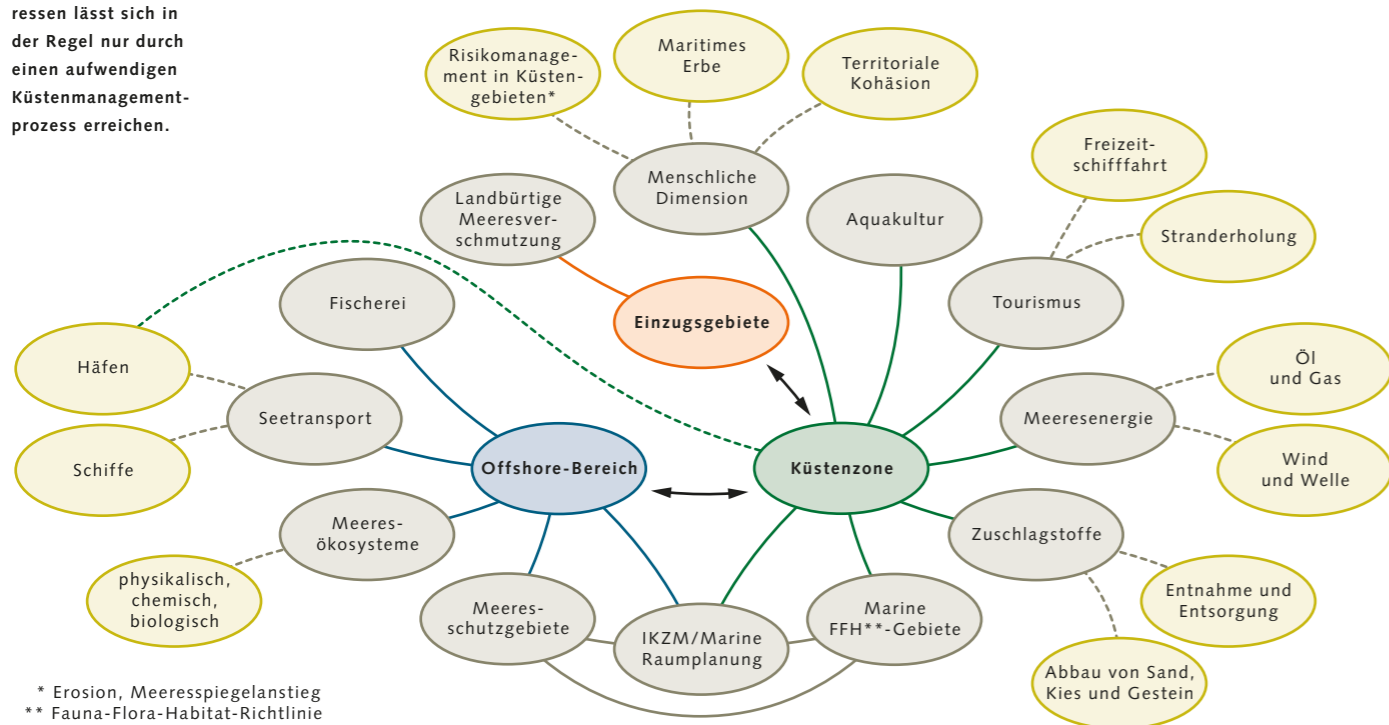 ressen lässt sich in
der Regel nur durch
einen aufwendigen
Küstenmanagement-
prozess erreichen.
Risikomanage-
ment in Küsten-
gebieten*
Maritimes
Erbe
Territoriale
Kohäsion
Menschliche
Dimension
Landbürtige
Meeresver-
schmutzung
Aquakultur
Freizeit-
schifffahrt
Stranderholung
Tourismus
Fischerei
Einzugsgebiete
Häfen
Seetransport
Schiffe
Öl
und Gas
Meeresenergie
Wind
und Welle
Offshore-Bereich
Küstenzone
Meeres-
ökosysteme
physikalisch,
chemisch,
biologisch
Zuschlagstoffe
Entnahme und
Entsorgung
Abbau von Sand,
Kies und Gestein
Meeres-
schutzgebiete
IKZM/Marine
Raumplanung
Marine
FFH**-Gebiete
* Erosion, Meeresspiegelanstieg
** Fauna-Flora-Habitat-Richtlinie